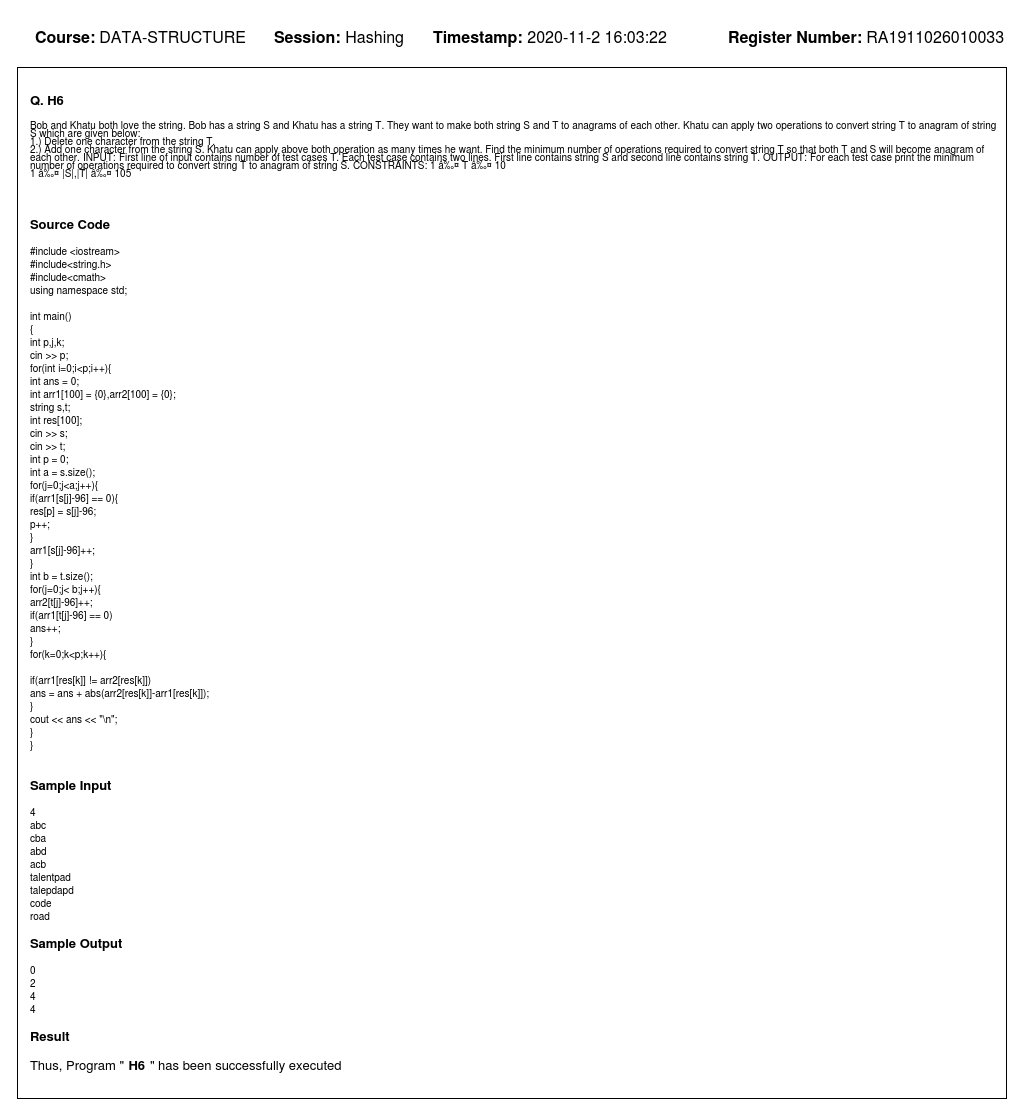 Course: DATA-STRUCTURE Session: Hashing Timestamp: 2020-11-2 16:03:22 Register Number: RA1911026010033
Q. H6
Bob and Khatu both love the string. Bob has a string S and Khatu has a string T. They want to make both string S and T to anagrams of each other. Khatu can apply two operations to convert string T to anagram of string
S which are given below:
1.) Delete one character from the string T.
2.) Add one character from the string S. Khatu can apply above both operation as many times he want. Find the minimum number of operations required to convert string T so that both T and S will become anagram of
each other. INPUT: First line of input contains number of test cases T. Each test case contains two lines. First line contains string S and second line contains string T. OUTPUT: For each test case print the minimum
number of operations required to convert string T to anagram of string S. CONSTRAINTS: 1 â‰¤ T â‰¤ 10
1 â‰¤ |S|,|T| â‰¤ 105
Source Code
#include <iostream>
#include<string.h>
#include<cmath>
using namespace std;
int main()
{
int p,j,k;
cin >> p;
for(int i=0;i<p;i++){
int ans = 0;
int arr1[100] = {0},arr2[100] = {0};
string s,t;
int res[100];
cin >> s;
cin >> t;
int p = 0;
int a = s.size();
for(j=0;j<a;j++){
if(arr1[s[j]-96] == 0){
res[p] = s[j]-96;
p++;
}
arr1[s[j]-96]++;
}
int b = t.size();
for(j=0;j< b;j++){
arr2[t[j]-96]++;
if(arr1[t[j]-96] == 0)
ans++;
}
for(k=0;k<p;k++){
if(arr1[res[k]] != arr2[res[k]])
ans = ans + abs(arr2[res[k]]-arr1[res[k]]);
}
cout << ans << "\n";
}
}
Sample Input
4
abc
cba
abd
acb
talentpad
talepdapd
code
road
Sample Output
0
2
4
4
Result
Thus, Program " H6 " has been successfully executed